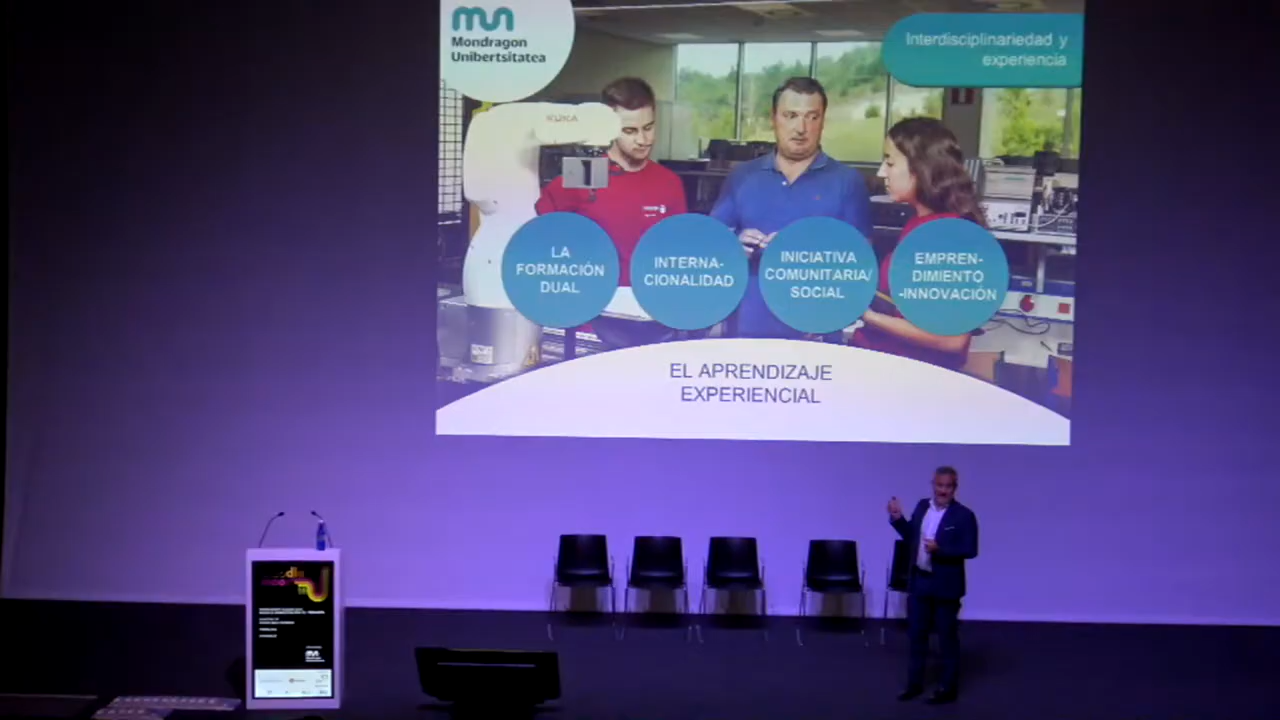 Mondragon
Unibertsitatea
Interdisciplinariedad y
experiencia
KUKA
LA
FORMACIÓN
DUAL
INTERNA-
CIONALIDAD
INICIATIVA
COMUNITARIA/
SOCIAL
EMPREN-
DIMIENTO
-INNOVACIÓN
EL APRENDIZAJE
EXPERIENCIAL